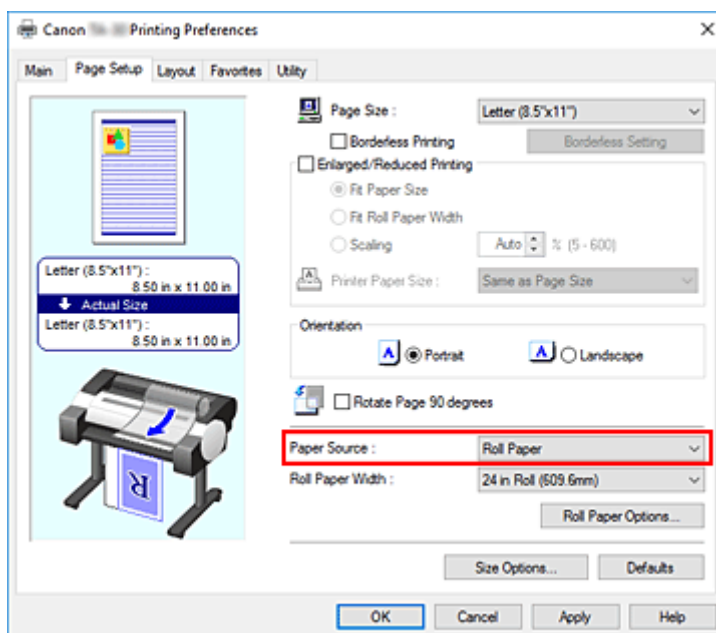 Canon Printing Preferences
Main Page Setup Layout Favorites Utility
Page Size : Letter (8.5"x11")
Borderless Printing Borderless Setting
Enlarged/Reduced Printing
Fit Paper Size
Fit Roll Paper Width
Scaling Auto % (5 - 600)
Printer Paper Size : Same as Page Size
Letter (8.5"x11") :
8.50 in x 11.00 in
Actual Size
Letter (8.5"x11") :
8.50 in x 11.00 in
Orientation
A Portrait A Landscape
Rotate Page 90 degrees
R
Paper Source : Roll Paper
Roll Paper Width : 24 in Roll (609.6mm)
Roll Paper Options...
Size Options... Defaults
OK Cancel Apply Help